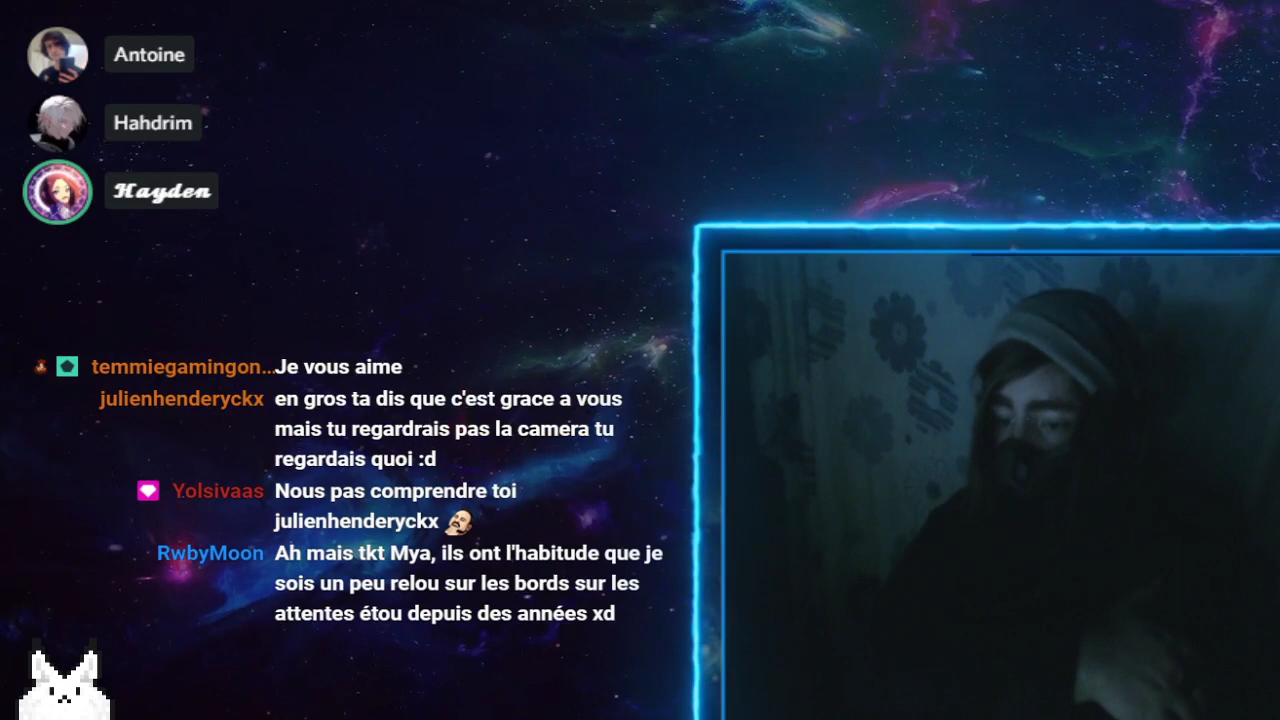 Antoine
Hahdrim
Hayden
temmiegamingon... Je vous aime
julienhenderyckx en gros ta dis que c'est grace a vous
mais tu regardrais pas la camera tu
regardais quoi :d
Yolsivaas Nous pas comprendre toi
julienhenderyckx
RwbyMoon Ah mais tkt Mya, ils ont l'habitude que je
sois un peu relou sur les bords sur les
attentes étou depuis des années xd